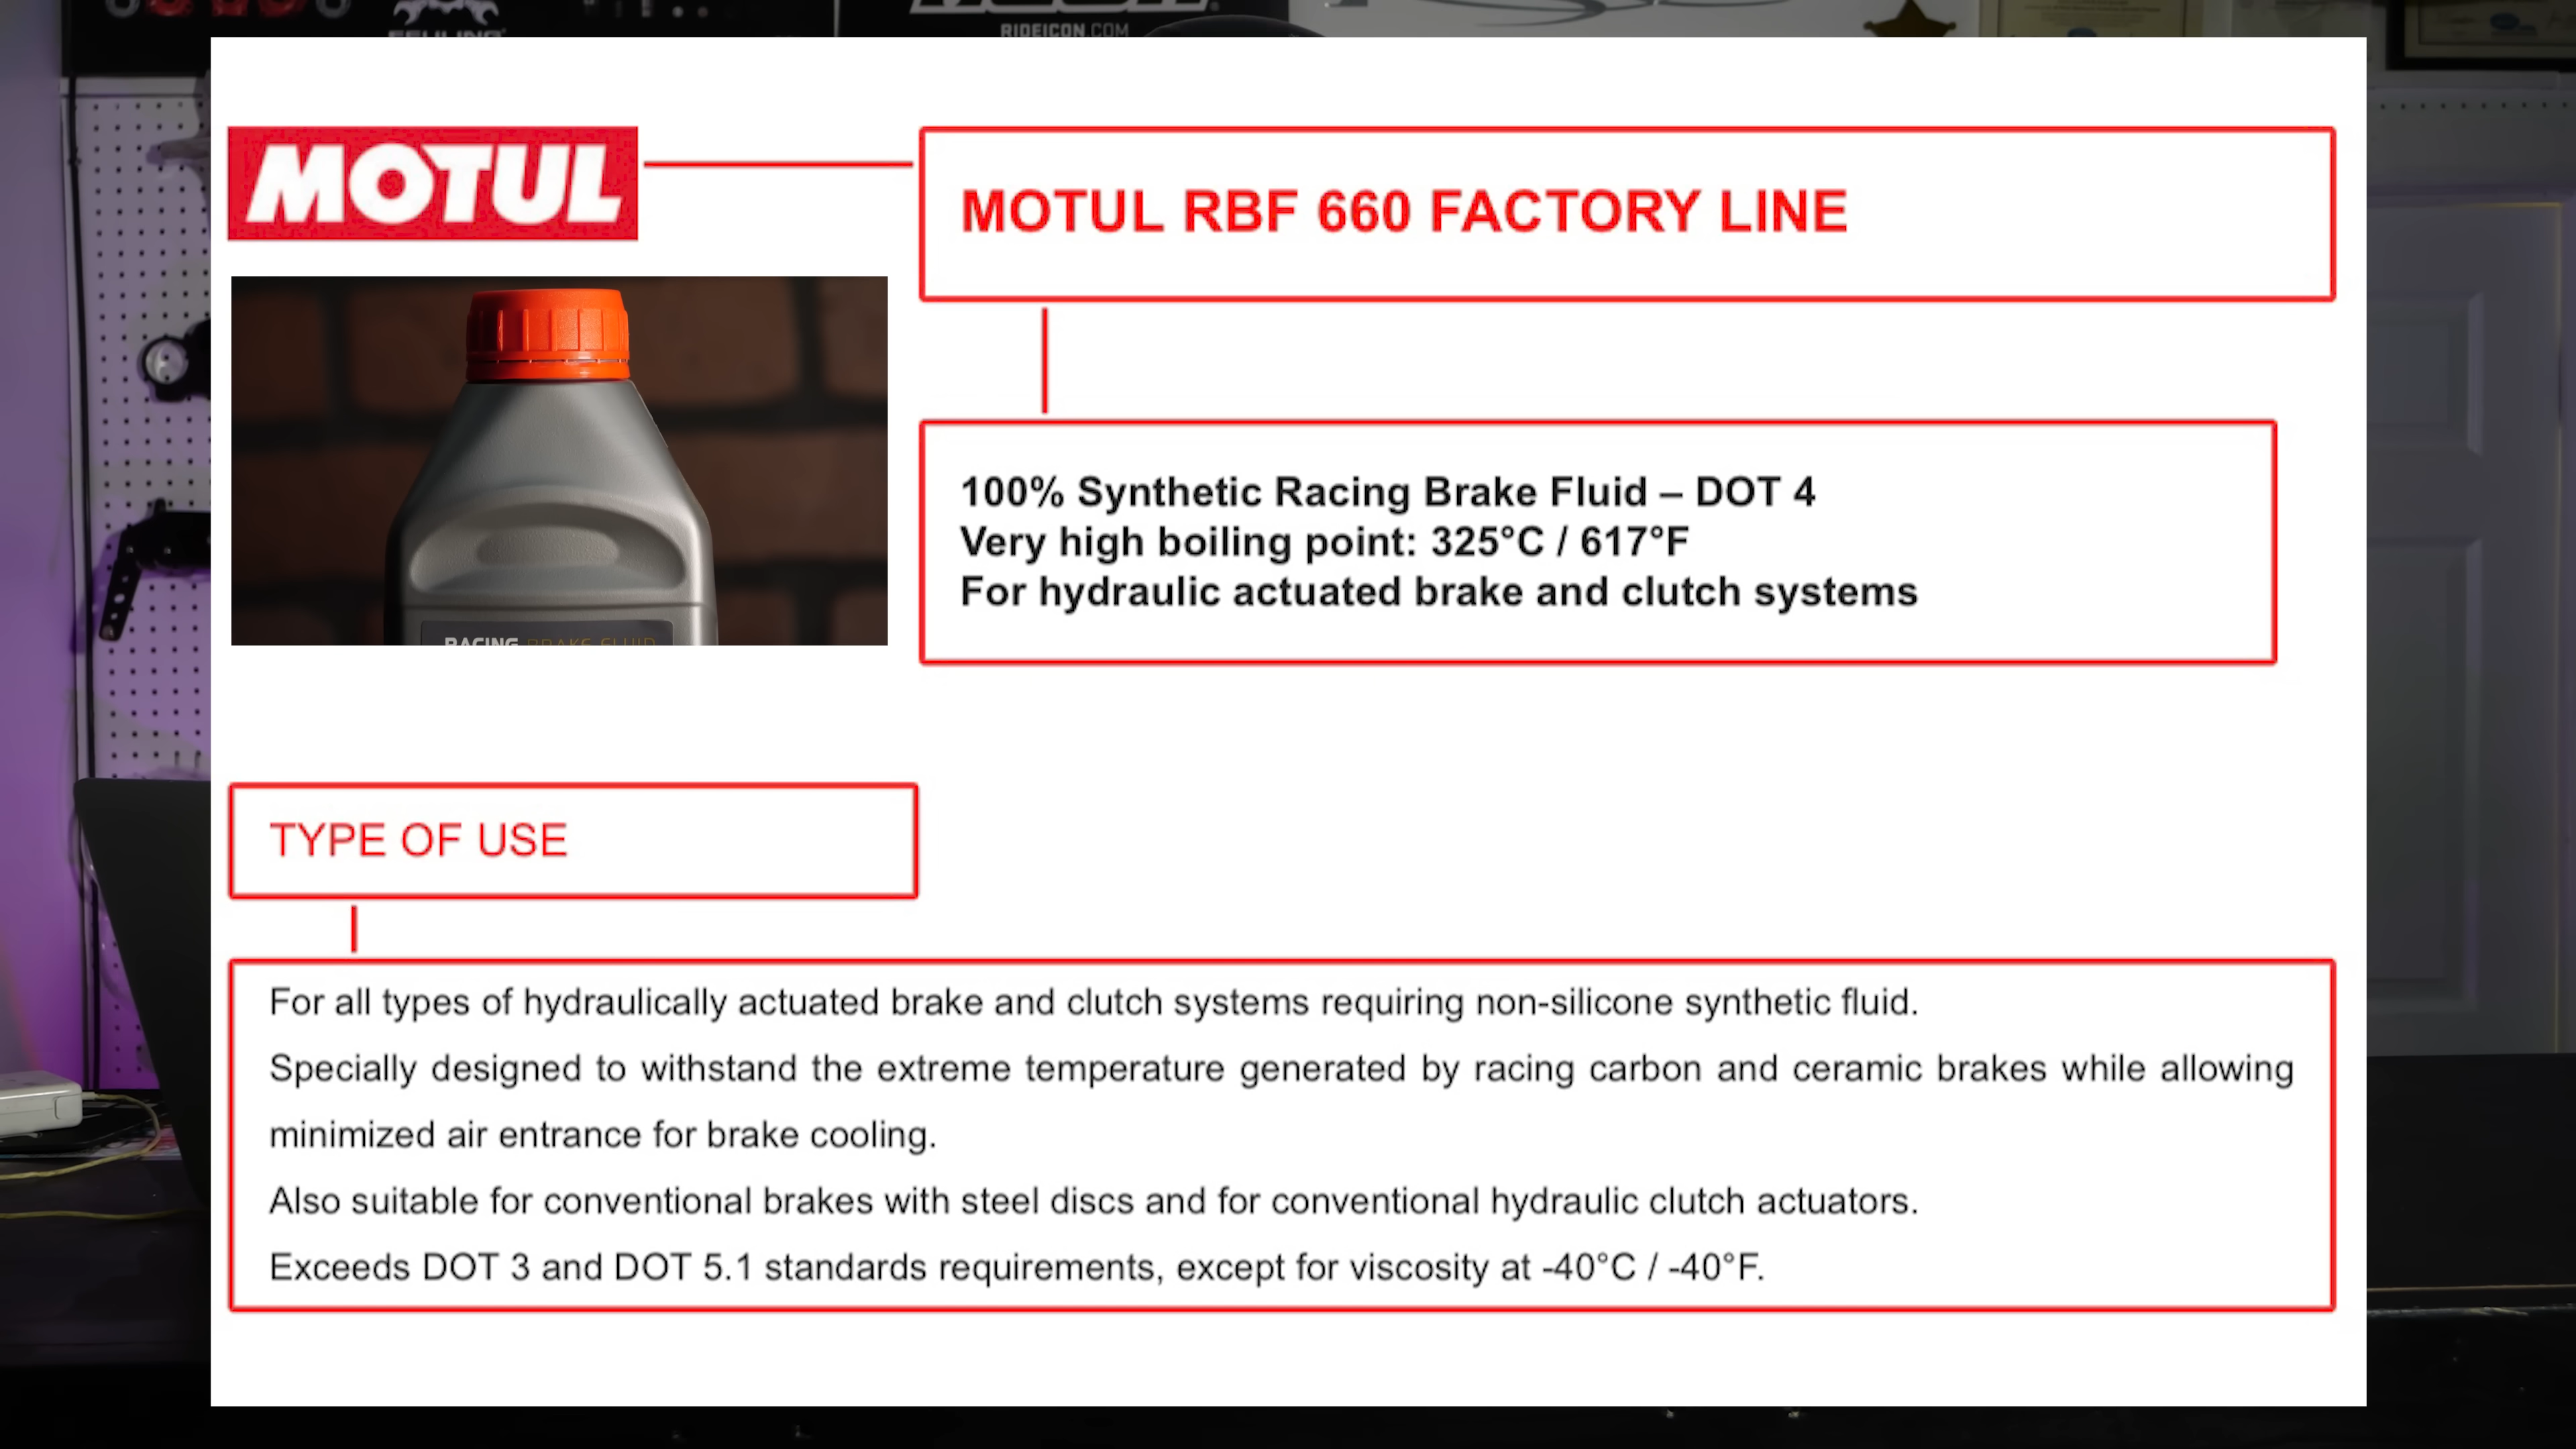 RIDEICON.COM
MOTUL
MOTUL RBF 660 FACTORY LINE
100% Synthetic Racing Brake Fluid – DOT 4
Very high boiling point: 325°C / 617°F
For hydraulic actuated brake and clutch systems
RACING BRAKE FLUID
TYPE OF USE
For all types of hydraulically actuated brake and clutch systems requiring non-silicone synthetic fluid.
Specially designed to withstand the extreme temperature generated by racing carbon and ceramic brakes while allowing
minimized air entrance for brake cooling.
Also suitable for conventional brakes with steel discs and for conventional hydraulic clutch actuators.
Exceeds DOT 3 and DOT 5.1 standards requirements, except for viscosity at -40°C / -40°F.